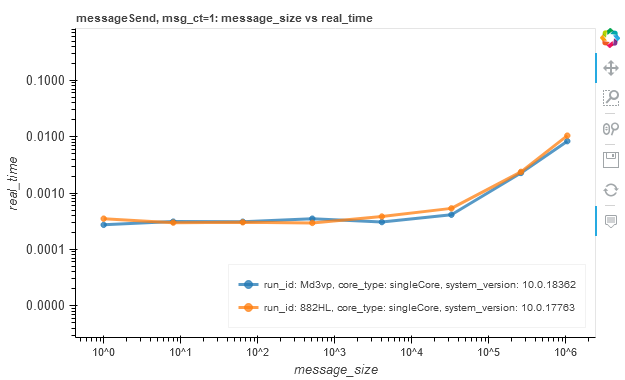 messageSend, msg_ct=1: message_size vs real_time
0.1000
0.0100
0.0010
0.0001
0.0000
real_time
run_id: Md3vp, core_type: singleCore, system_version: 10.0.18362
run_id: 882HL, core_type: singleCore, system_version: 10.0.17763
10^0 10^1 10^2 10^3 10^4 10^5 10^6
message_size